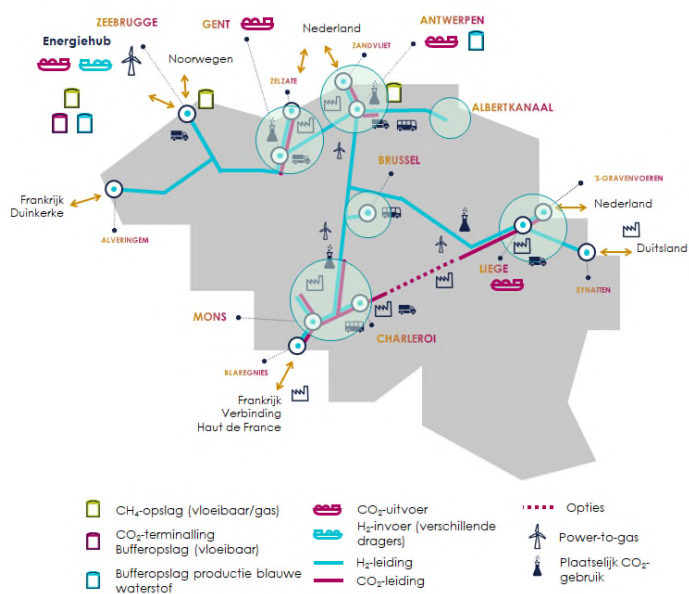 ZEEBRUGGE
GENT
Nederland
ANTWERPEN
Energiehub
ZANDVLIET
Noorwegen
ZELZATE
ALBERTKANAAL
BRUSSEL
'S-GRAVENVOEREN
Frankrijk
Duinkerke
Nederland
ALVERINGEM
Duitsland
LIEGE
EYNATTEN
MONS
CHARLEROI
BLAREGNIES
Frankrijk
Verbinding
Haut de France
CH₄-opslag (vloeibaar/gas)
CO₂-terminalling
Bufferopslag (vloeibaar)
Bufferopslag productie blauwe
waterstof
CO₂-uitvoer
H₂-invoer (verschillende
dragers)
H₂-leiding
CO₂-leiding
Opties
Power-to-gas
Plaatselijk CO₂-
gebruik